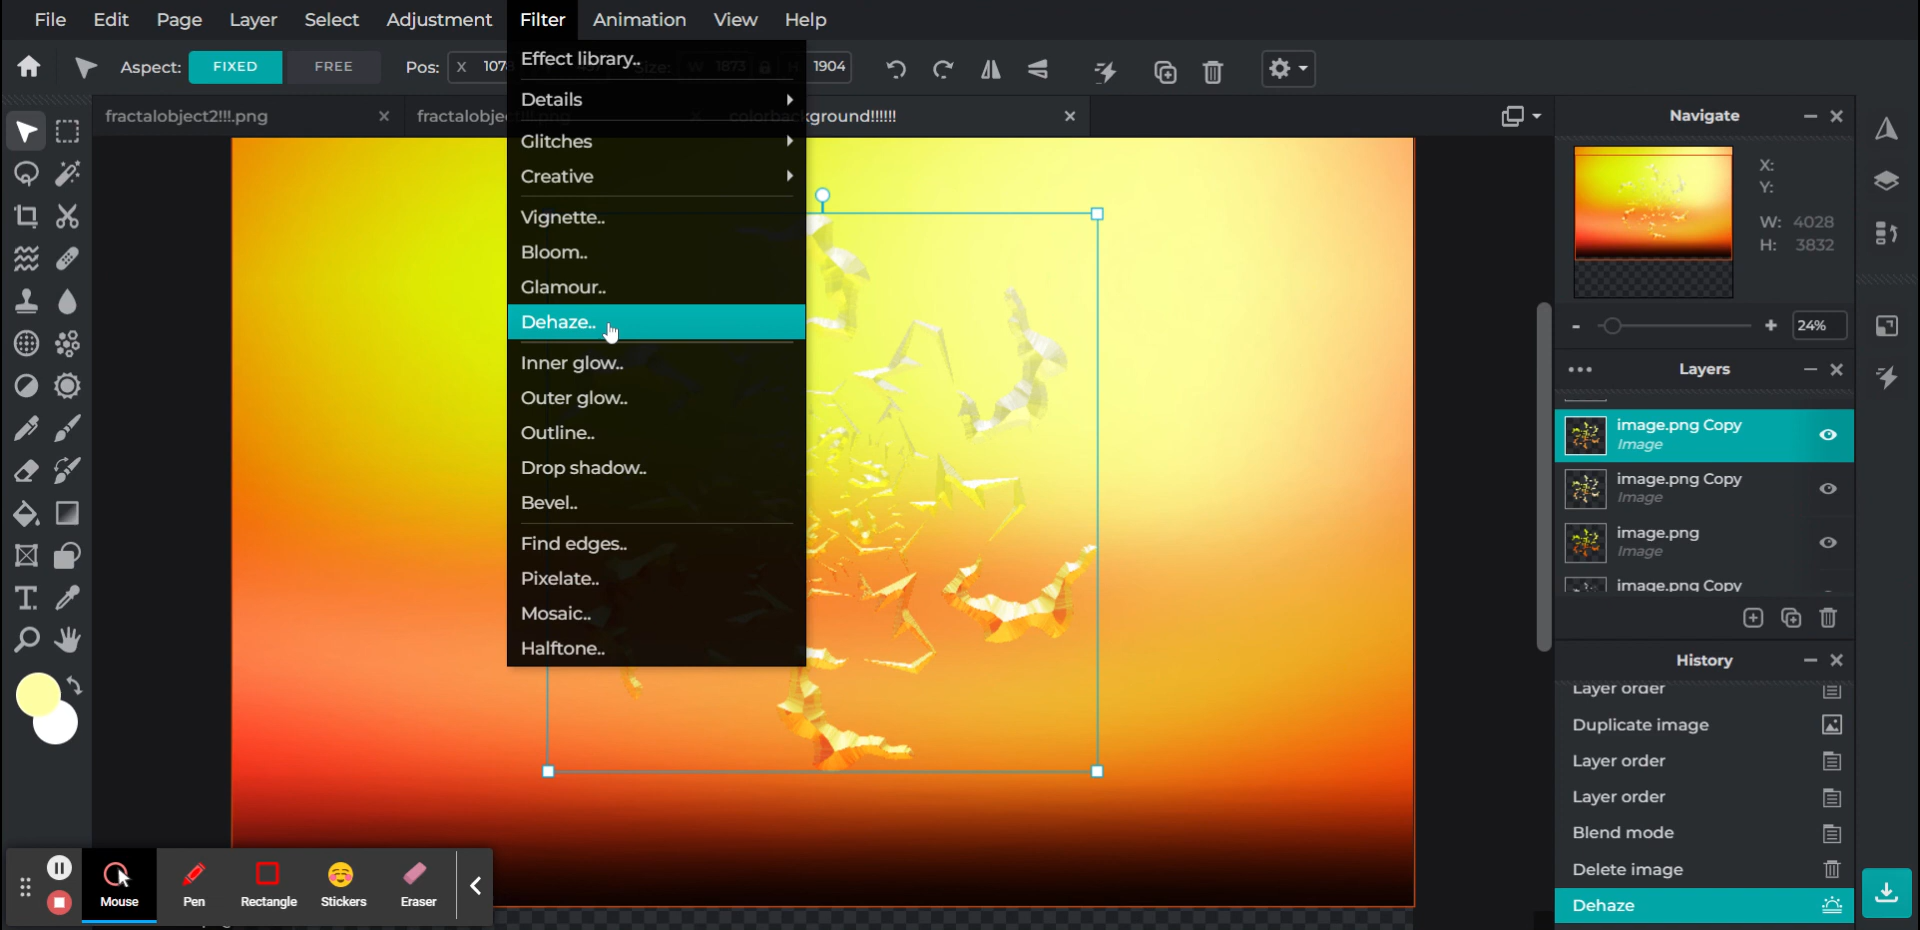 File Edit Page Layer Select Adjustment Filter Animation View Help
Aspect: FIXED FREE Pos: X 1073 Size: W 1873 H 1904
fractalobject2!!!.png
colorbackground!!!!!!
Effect library..
Details
Glitches
Creative
Vignette..
Bloom..
Glamour..
Dehaze..
Inner glow..
Outer glow..
Outline..
Drop shadow..
Bevel..
Find edges..
Pixelate..
Mosaic..
Halftone..
Navigate
X:
Y:
W: 4028
H: 3832
- + 24%
Layers
image.png Copy
Image
image.png Copy
Image
image.png
Image
image.png Copy
History
Layer order
Duplicate image
Layer order
Layer order
Blend mode
Delete image
Dehaze
Mouse Pen Rectangle Stickers Eraser